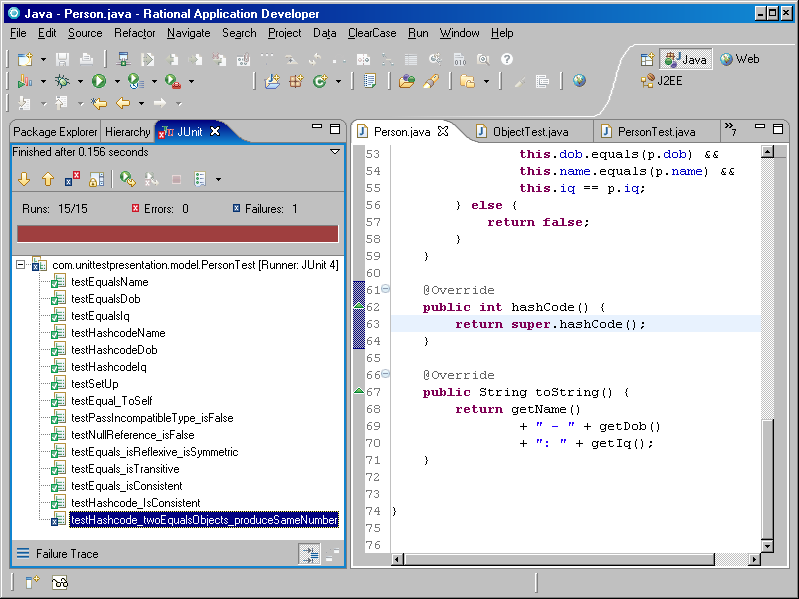 Java - Person.java - Rational Application Developer
File Edit Source Refactor Navigate Search Project Data ClearCase Run Window Help
Java Web
J2EE
Package Explorer Hierarchy JUnit
Finished after 0.156 seconds
Runs: 15/15 Errors: 0 Failures: 1
com.unittestpresentation.model.PersonTest [Runner: JUnit 4]
testEqualsName
testEqualsDob
testEqualsIq
testHashcodeName
testHashcodeDob
testHashcodeIq
testSetUp
testEqual_ToSelf
testPassIncompatibleType_isFalse
testNullReference_isFalse
testEquals_isReflexive_isSymmetric
testEquals_isTransitive
testEquals_isConsistent
testHashcode_IsConsistent
testHashcode_twoEqualsObjects_produceSameNumber
Failure Trace
Person.java ObjectTest.java PersonTest.java 7
53 this.dob.equals(p.dob) &&
54 this.name.equals(p.name) &&
55 this.iq == p.iq;
56 } else {
57 return false;
58 }
59 }
60
61 @Override
62 public int hashCode() {
63 return super.hashCode();
64 }
65
66 @Override
67 public String toString() {
68 return getName()
69 + " - " + getDob()
70 + ": " + getIq();
71 }
72
73
74 }
75
76